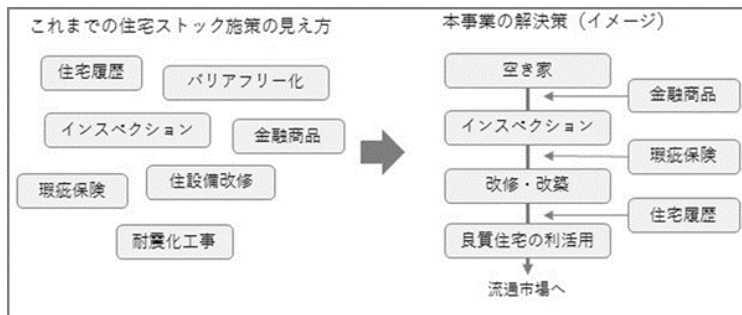 これまでの住宅ストック施策の見え方
住宅履歴
バリアフリー化
インスペクション
金融商品
瑕疵保険
住設備改修
耐震化工事
本事業の解決策（イメージ）
空き家
金融商品
インスペクション
瑕疵保険
改修・改築
住宅履歴
良質住宅の利活用
流通市場へ